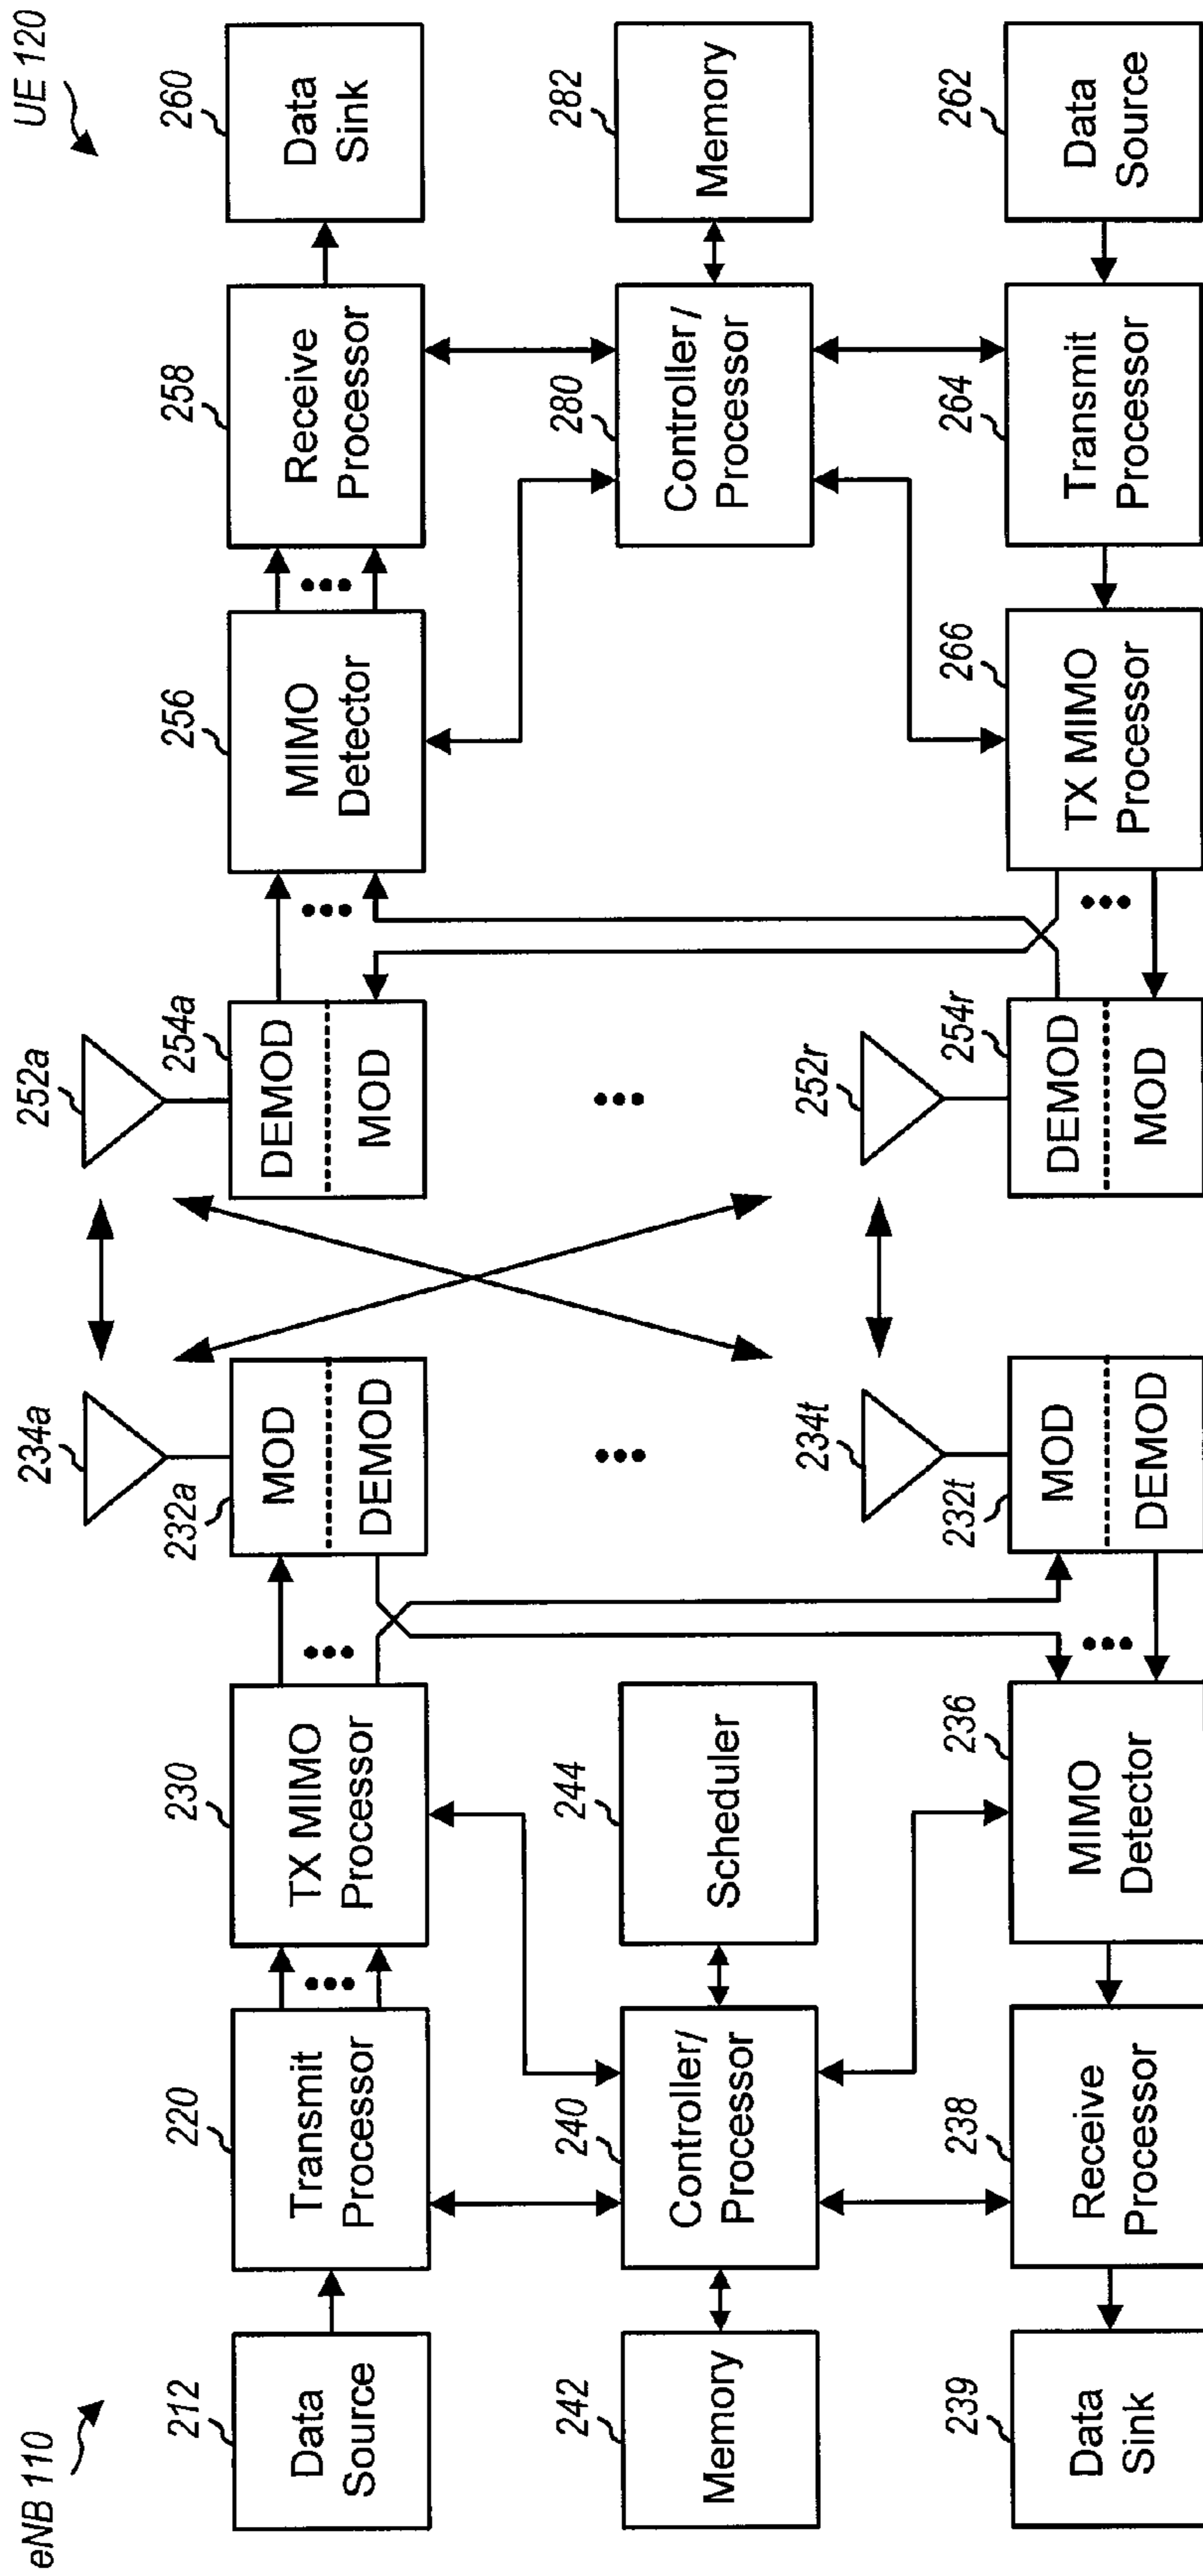 eNB 110
UE 120
212
Data
Source
220
Transmit
Processor
230
TX MIMO
Processor
232a
MOD
DEMOD
234a
252a
254a
DEMOD
MOD
256
MIMO
Detector
258
Receive
Processor
260
Data
Sink
242
Memory
240
Controller/
Processor
244
Scheduler
280
Controller /
Processor
282
Memory
239
Data
Sink
238
Receive
Processor
236
MIMO
Detector
232t
MOD
DEMOD
234t
252r
254r
DEMOD
MOD
266
TX MIMO
Processor
264
Transmit
Processor
262
Data
Source